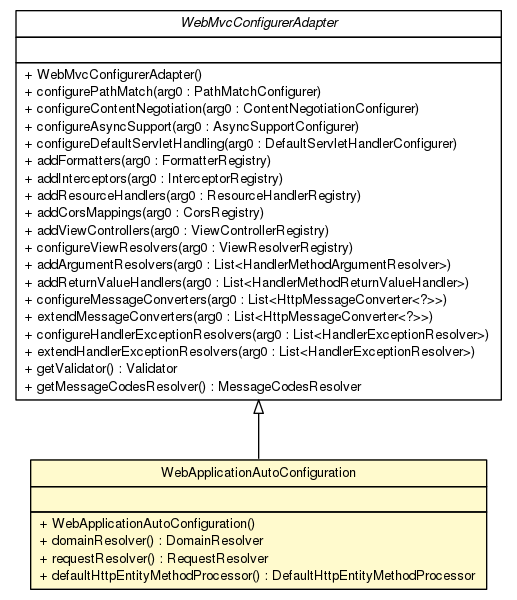 WebMvcConfigurerAdapter
+ WebMvcConfigurerAdapter()
+ configurePathMatch(arg0 : PathMatchConfigurer)
+ configureContentNegotiation(arg0 : ContentNegotiationConfigurer)
+ configureAsyncSupport(arg0 : AsyncSupportConfigurer)
+ configureDefaultServletHandling(arg0 : DefaultServletHandlerConfigurer)
+ addFormatters(arg0 : FormatterRegistry)
+ addInterceptors(arg0 : InterceptorRegistry)
+ addResourceHandlers(arg0 : ResourceHandlerRegistry)
+ addCorsMappings(arg0 : CorsRegistry)
+ addViewControllers(arg0 : ViewControllerRegistry)
+ configureViewResolvers(arg0 : ViewResolverRegistry)
+ addArgumentResolvers(arg0 : List<HandlerMethodArgumentResolver>)
+ addReturnValueHandlers(arg0 : List<HandlerMethodReturnValueHandler>)
+ configureMessageConverters(arg0 : List<HttpMessageConverter<?>>)
+ extendMessageConverters(arg0 : List<HttpMessageConverter<?>>)
+ configureHandlerExceptionResolvers(arg0 : List<HandlerExceptionResolver>)
+ extendHandlerExceptionResolvers(arg0 : List<HandlerExceptionResolver>)
+ getValidator() : Validator
+ getMessageCodesResolver() : MessageCodesResolver
WebApplicationAutoConfiguration
+ WebApplicationAutoConfiguration()
+ domainResolver() : DomainResolver
+ requestResolver() : RequestResolver
+ defaultHttpEntityMethodProcessor() : DefaultHttpEntityMethodProcessor